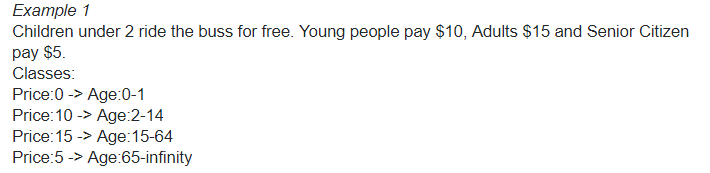 Example 1
Children under 2 ride the buss for free. Young people pay $10, Adults $15 and Senior Citizen
pay $5.
Classes:
Price:0 -> Age:0-1
Price:10 -> Age:2-14
Price:15 -> Age:15-64
Price:5 -> Age:65-infinity